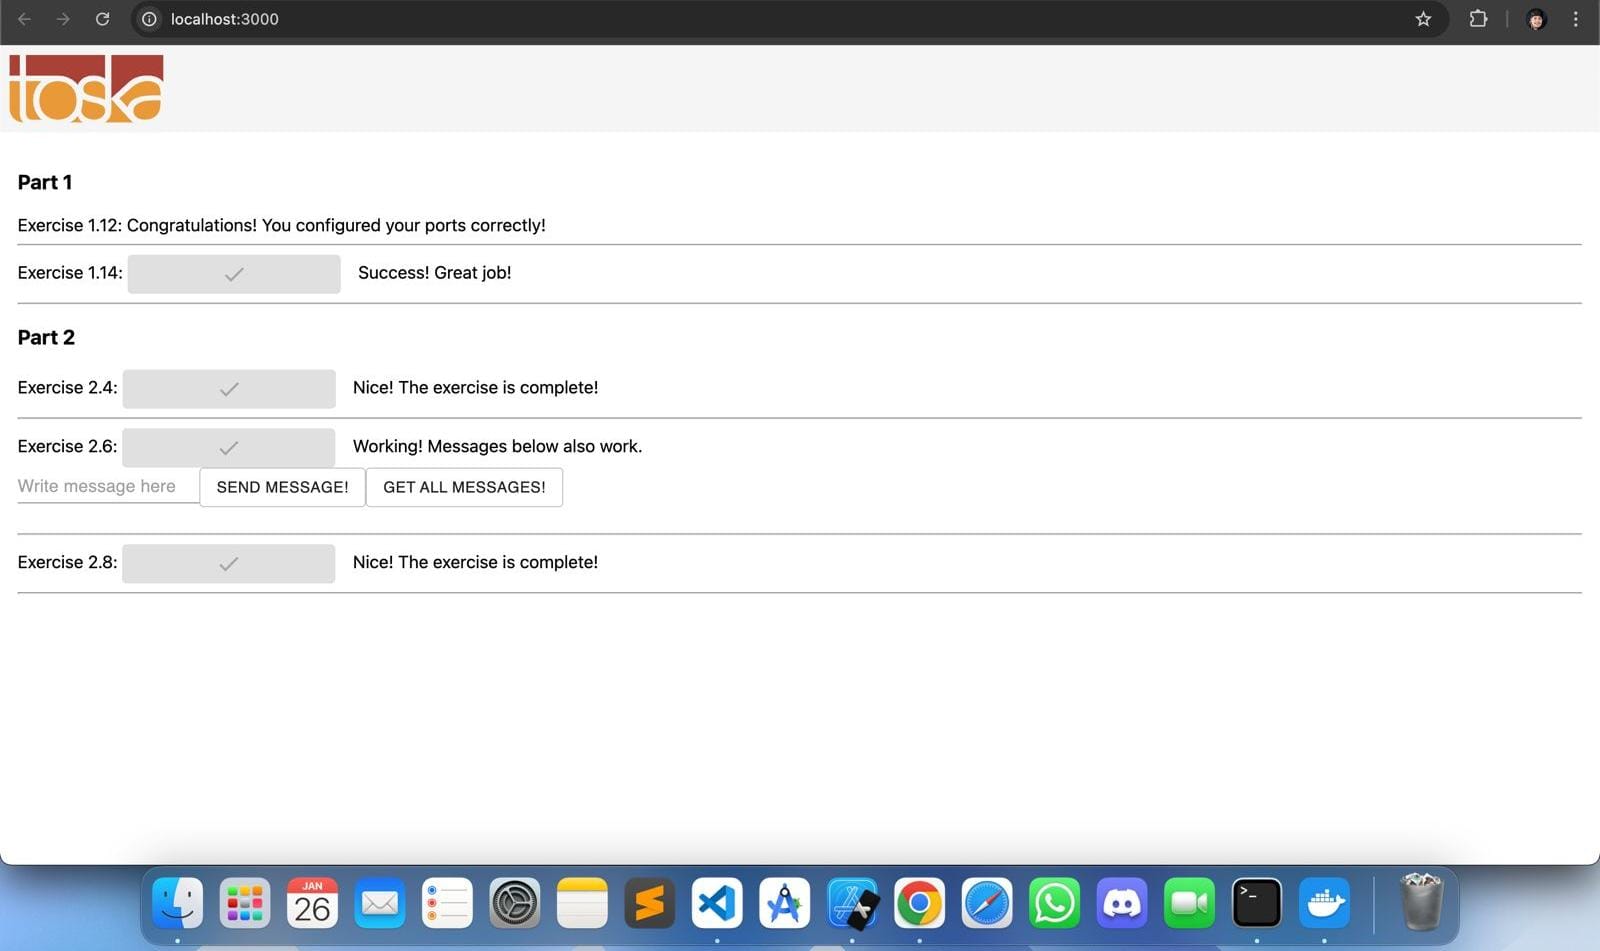 localhost:3000
toska
Part 1
Exercise 1.12: Congratulations! You configured your ports correctly!
Exercise 1.14: Success! Great job!
Part 2
Exercise 2.4: Nice! The exercise is complete!
Exercise 2.6: Working! Messages below also work.
Write message here SEND MESSAGE! GET ALL MESSAGES!
Exercise 2.8: Nice! The exercise is complete!
JAN
26
>_